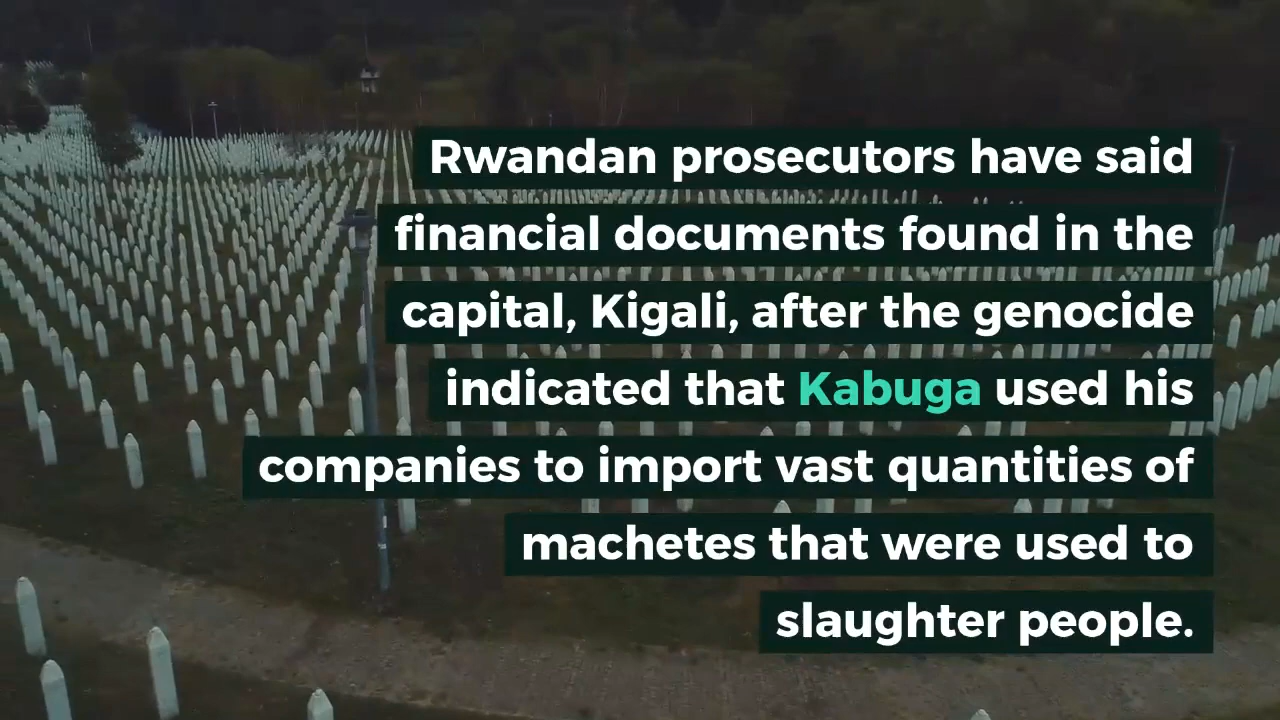 Rwandan prosecutors have said
financial documents found in the
capital, Kigali, after the genocide
indicated that Kabuga used his
companies to import vast quantities of
machetes that were used to
slaughter people.